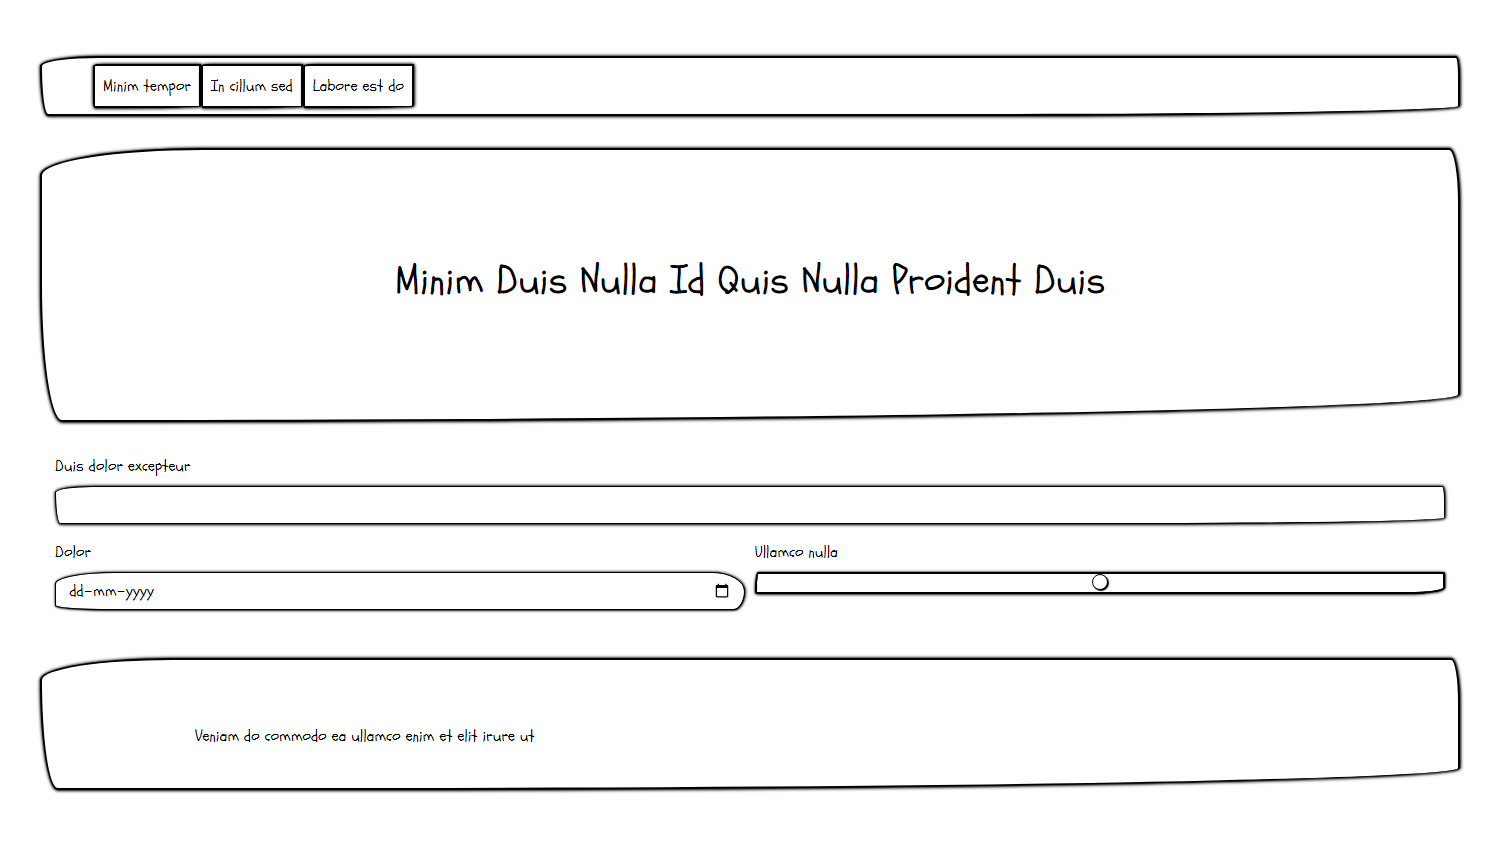 Minim tempor In cillum sed Labore est do
Minim Duis Nulla Id Quis Nulla Proident Duis
Duis dolor excepteur
Dolor
Ullamco nulla
dd-mm-yyyy
Veniam do commodo ea ullamco enim et elit irure ut